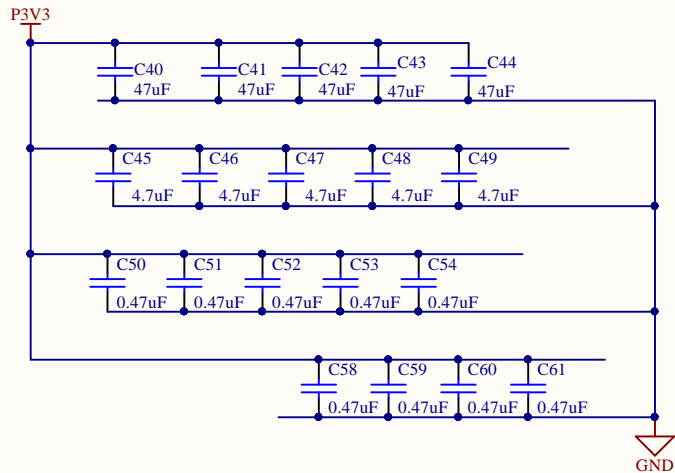 P3V3
C40 C41 C42 C43 C44
47uF 47uF 47uF 47uF 47uF
C45 C46 C47 C48 C49
4.7uF 4.7uF 4.7uF 4.7uF 4.7uF
C50 C51 C52 C53 C54
0.47uF 0.47uF 0.47uF 0.47uF 0.47uF
C58 C59 C60 C61
0.47uF 0.47uF 0.47uF 0.47uF
GND